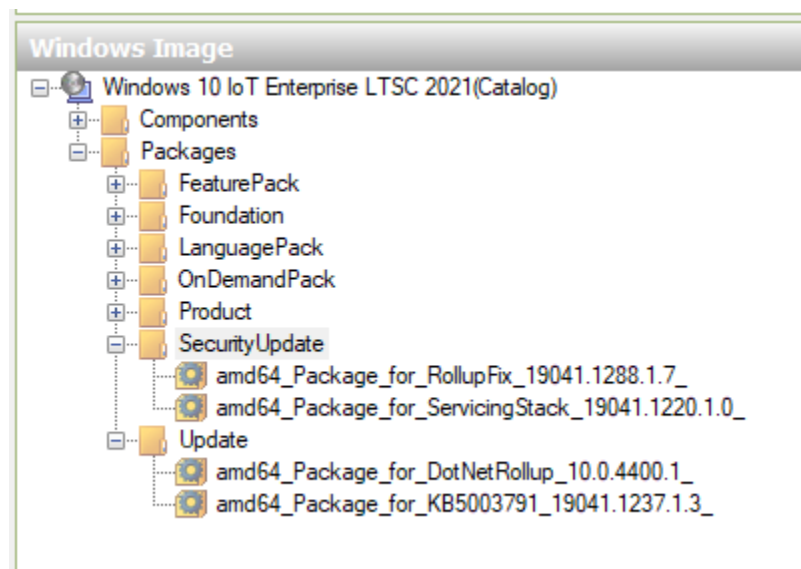 Windows Image
Windows 10 IoT Enterprise LTSC 2021(Catalog)
Components
Packages
FeaturePack
Foundation
LanguagePack
OnDemandPack
Product
SecurityUpdate
amd64_Package_for_RollupFix_19041.1288.1.7_
amd64_Package_for_ServicingStack_19041.1220.1.0_
Update
amd64_Package_for_DotNetRollup_10.0.4400.1_
amd64_Package_for_KB5003791_19041.1237.1.3_